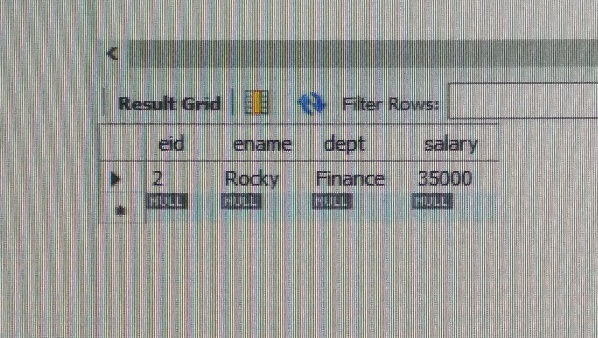 Result Grid Filter Rows:
eid ename dept salary
2 Rocky Finance 35000
NULL NULL NULL NULL